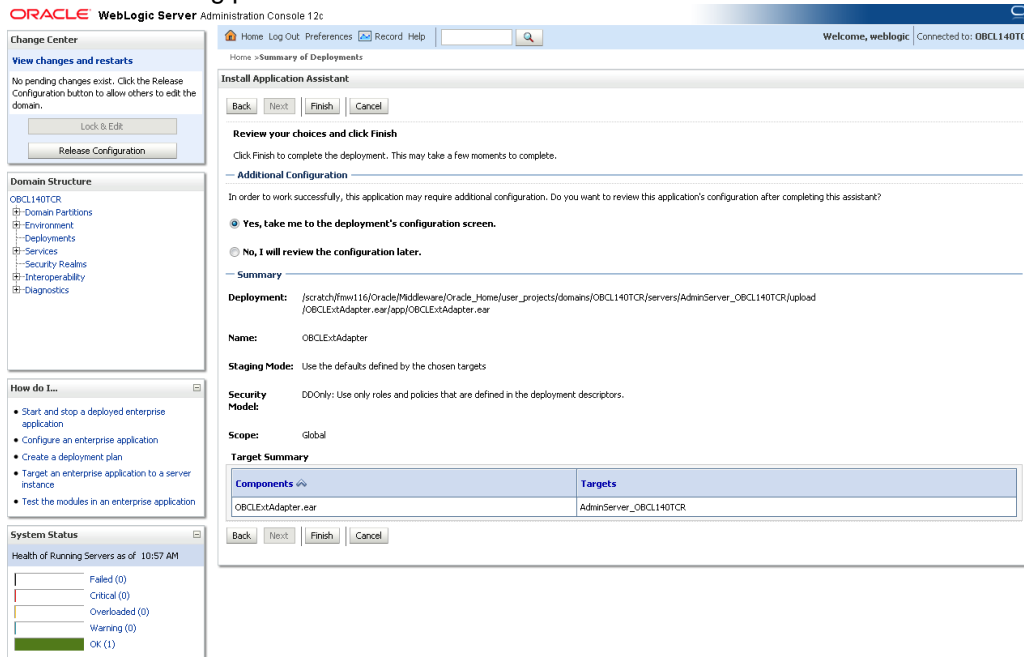 ORACLE WebLogic Server Administration Console 12c
Change Center
View changes and restarts
No pending changes exist. Click the Release
Configuration button to allow others to edit the
domain.
Lock & Edit
Release Configuration
Domain Structure
OBCL140TCR
Domain Partitions
Environment
Deployments
Services
Security Realms
Interoperability
Diagnostics
How do I...
Start and stop a deployed enterprise
application
Configure an enterprise application
Create a deployment plan
Target an enterprise application to a server
instance
Test the modules in an enterprise application
System Status
Health of Running Servers as of 10:57 AM
Failed (0)
Critical (0)
Overloaded (0)
Warning (0)
OK (1)
Home Log Out Preferences Record Help
Welcome, weblogic Connected to: OBCL140TC
Home >Summary of Deployments
Install Application Assistant
Back Next Finish Cancel
Review your choices and click Finish
Click Finish to complete the deployment. This may take a few moments to complete.
Additional Configuration
In order to work successfully, this application may require additional configuration. Do you want to review this application's configuration after completing this assistant?
Yes, take me to the deployment's configuration screen.
No, I will review the configuration later.
Summary
Deployment: /scratch/fmw116/Oracle/Middleware/Oracle_Home/user_projects/domains/OBCL140TCR/servers/AdminServer_OBCL140TCR/upload
/OBCLExtAdapter.ear/app/OBCLExtAdapter.ear
Name: OBCLExtAdapter
Staging Mode: Use the defaults defined by the chosen targets
Security DDOnly: Use only roles and policies that are defined in the deployment descriptors.
Model:
Scope: Global
Target Summary
Components Targets
OBCLExtAdapter.ear AdminServer_OBCL140TCR
Back Next Finish Cancel